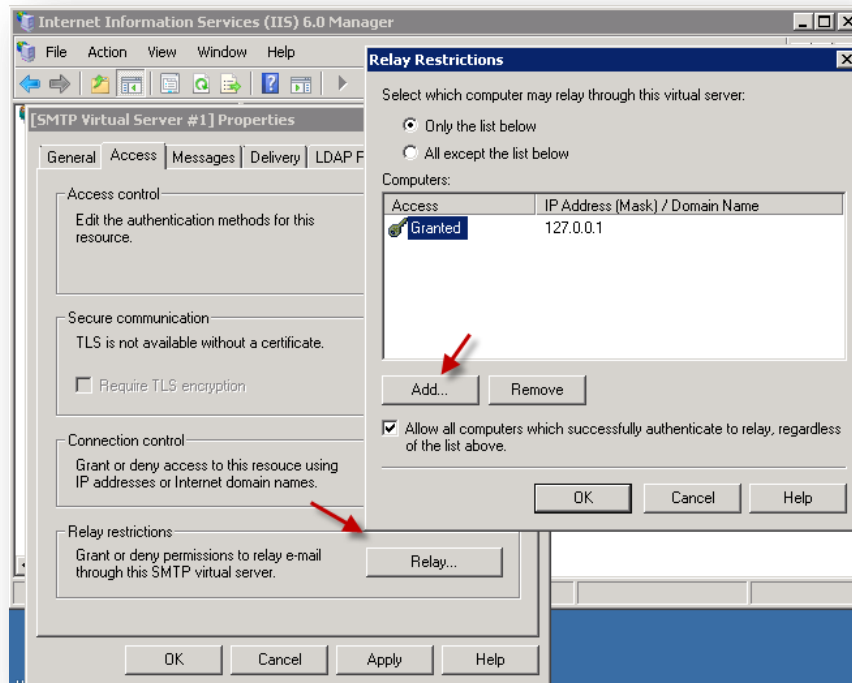 Internet Information Services (IIS) 6.0 Manager
File Action View Window Help
[SMTP Virtual Server #1] Properties
General Access Messages Delivery LDAP F
Access control
Edit the authentication methods for this
resource.
Secure communication
TLS is not available without a certificate.
Require TLS encryption
Connection control
Grant or deny access to this resouce using
IP addresses or Internet domain names.
Relay restrictions
Grant or deny permissions to relay e-mail
through this SMTP virtual server.
Relay...
OK Cancel Apply Help
Relay Restrictions
Select which computer may relay through this virtual server:
Only the list below
All except the list below
Computers:
Access IP Address (Mask) / Domain Name
Granted 127.0.0.1
Add... Remove
Allow all computers which successfully authenticate to relay, regardless
of the list above.
OK Cancel Help